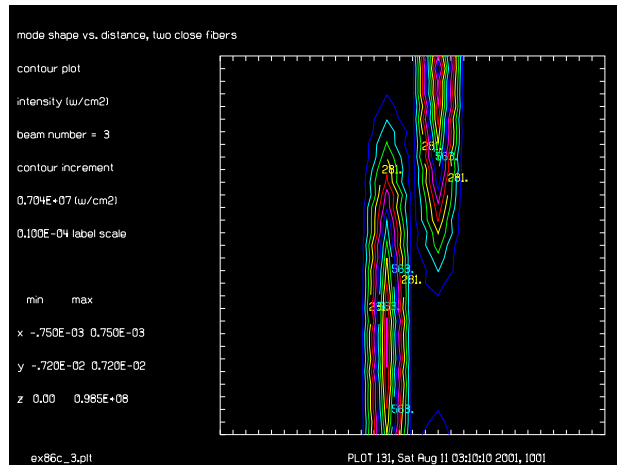 mode shape vs. distance, two close fibers
contour plot
intensity (w/cm2)
beam number = 3
contour increment
0.704E+07 (w/cm2)
0.100E-04 label scale
min max
x -.750E-03 0.750E-03
y -.720E-02 0.720E-02
z 0.00 0.985E+08
281.
563.
281.
281.
563.
281.
563.
ex86c_3.plt
PLOT 131, Sat Aug 11 03:10:10 2001, 1001